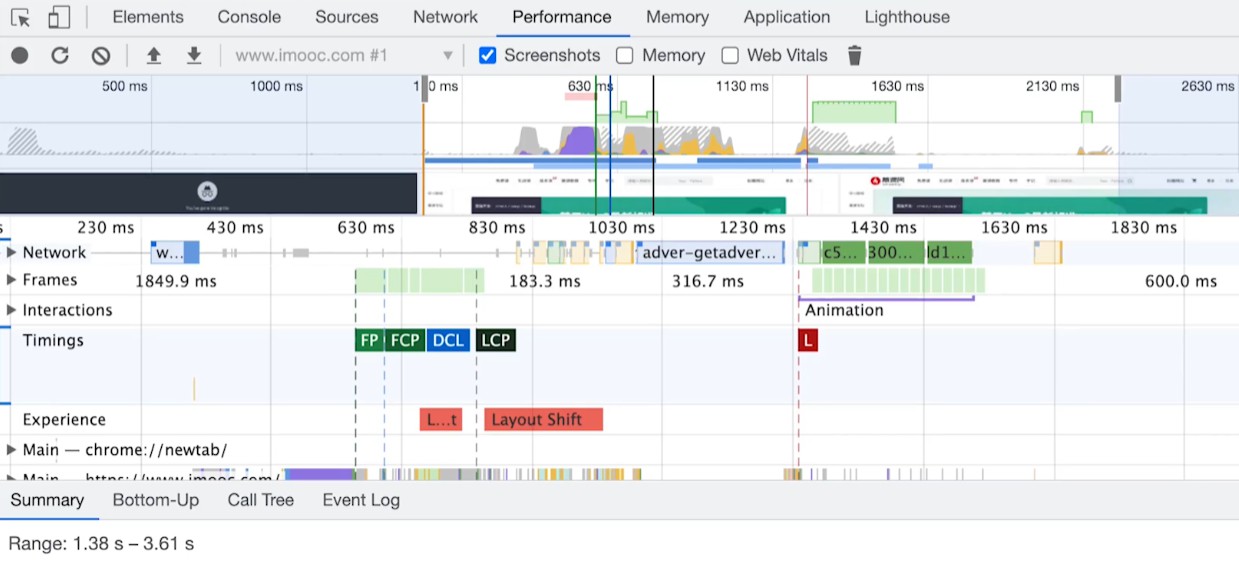 Elements Console Sources Network Performance Memory Application Lighthouse
www.imooc.com #1 Screenshots Memory Web Vitals
500 ms 1000 ms 0 ms 630 ms 1130 ms 1630 ms 2130 ms 2630 ms
s 230 ms 430 ms 630 ms 830 ms 1030 ms 1230 ms 1430 ms 1630 ms 1830 ms
Network w... adver-getadver... c5... 300... ld1...
Frames 1849.9 ms 183.3 ms 316.7 ms 600.0 ms
Interactions Animation
Timings FP FCP DCL LCP L
Experience L...t Layout Shift
Main — chrome://newtab/
Main — https://www.imooc.com/
Summary Bottom-Up Call Tree Event Log
Range: 1.38 s – 3.61 s